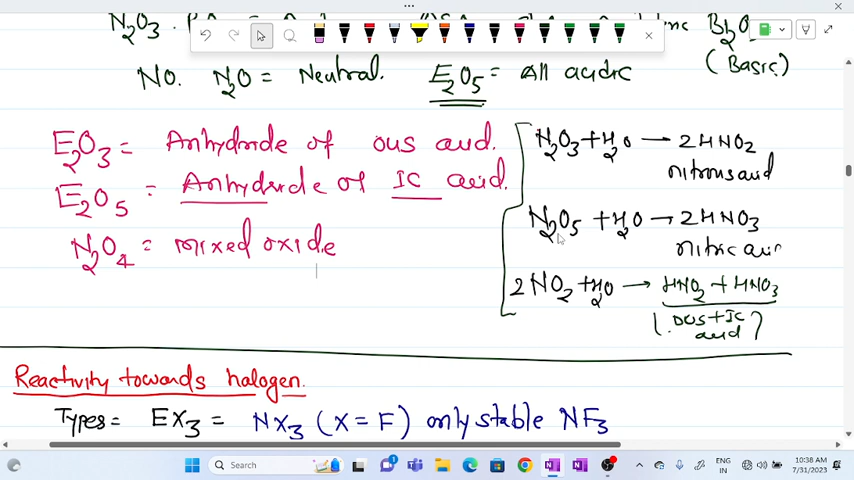 N2O3
NO. N2O = Neutral. E2O5 = All acidic
(Basic)
E2O3 = Anhydride of ous acid.
E2O5 = Anhydride of IC acid.
N2O4 = mixed oxide
N2O3 + H2O → 2HNO2
nitrous acid
N2O5 + H2O → 2HNO3
nitric aci
2NO2 + H2O → HNO2 + HNO3
(OUS + IC
acid)
Reactivity towards halogen.
Types = EX3 = NX3 (X = F) only stable NF3
Search
ENG
IN
10:38 AM
7/31/2023